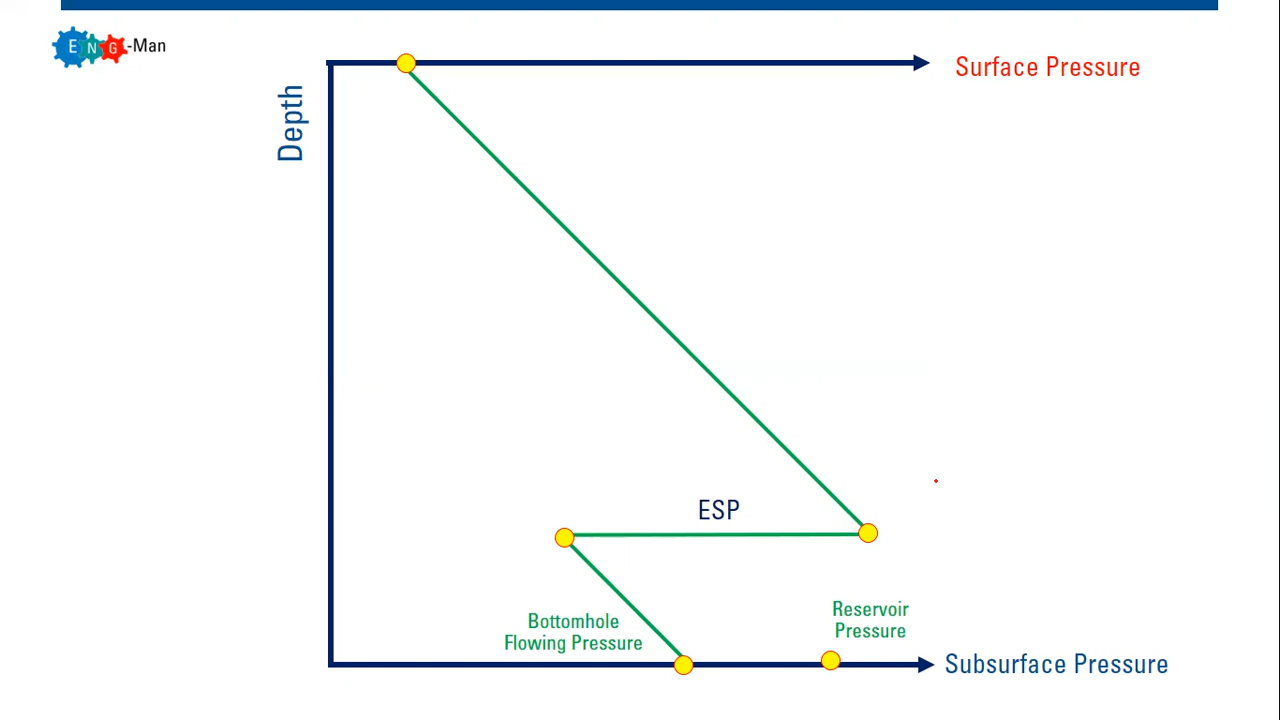 ENG-Man
Surface Pressure
Depth
ESP
Bottomhole
Flowing Pressure
Reservoir
Pressure
Subsurface Pressure